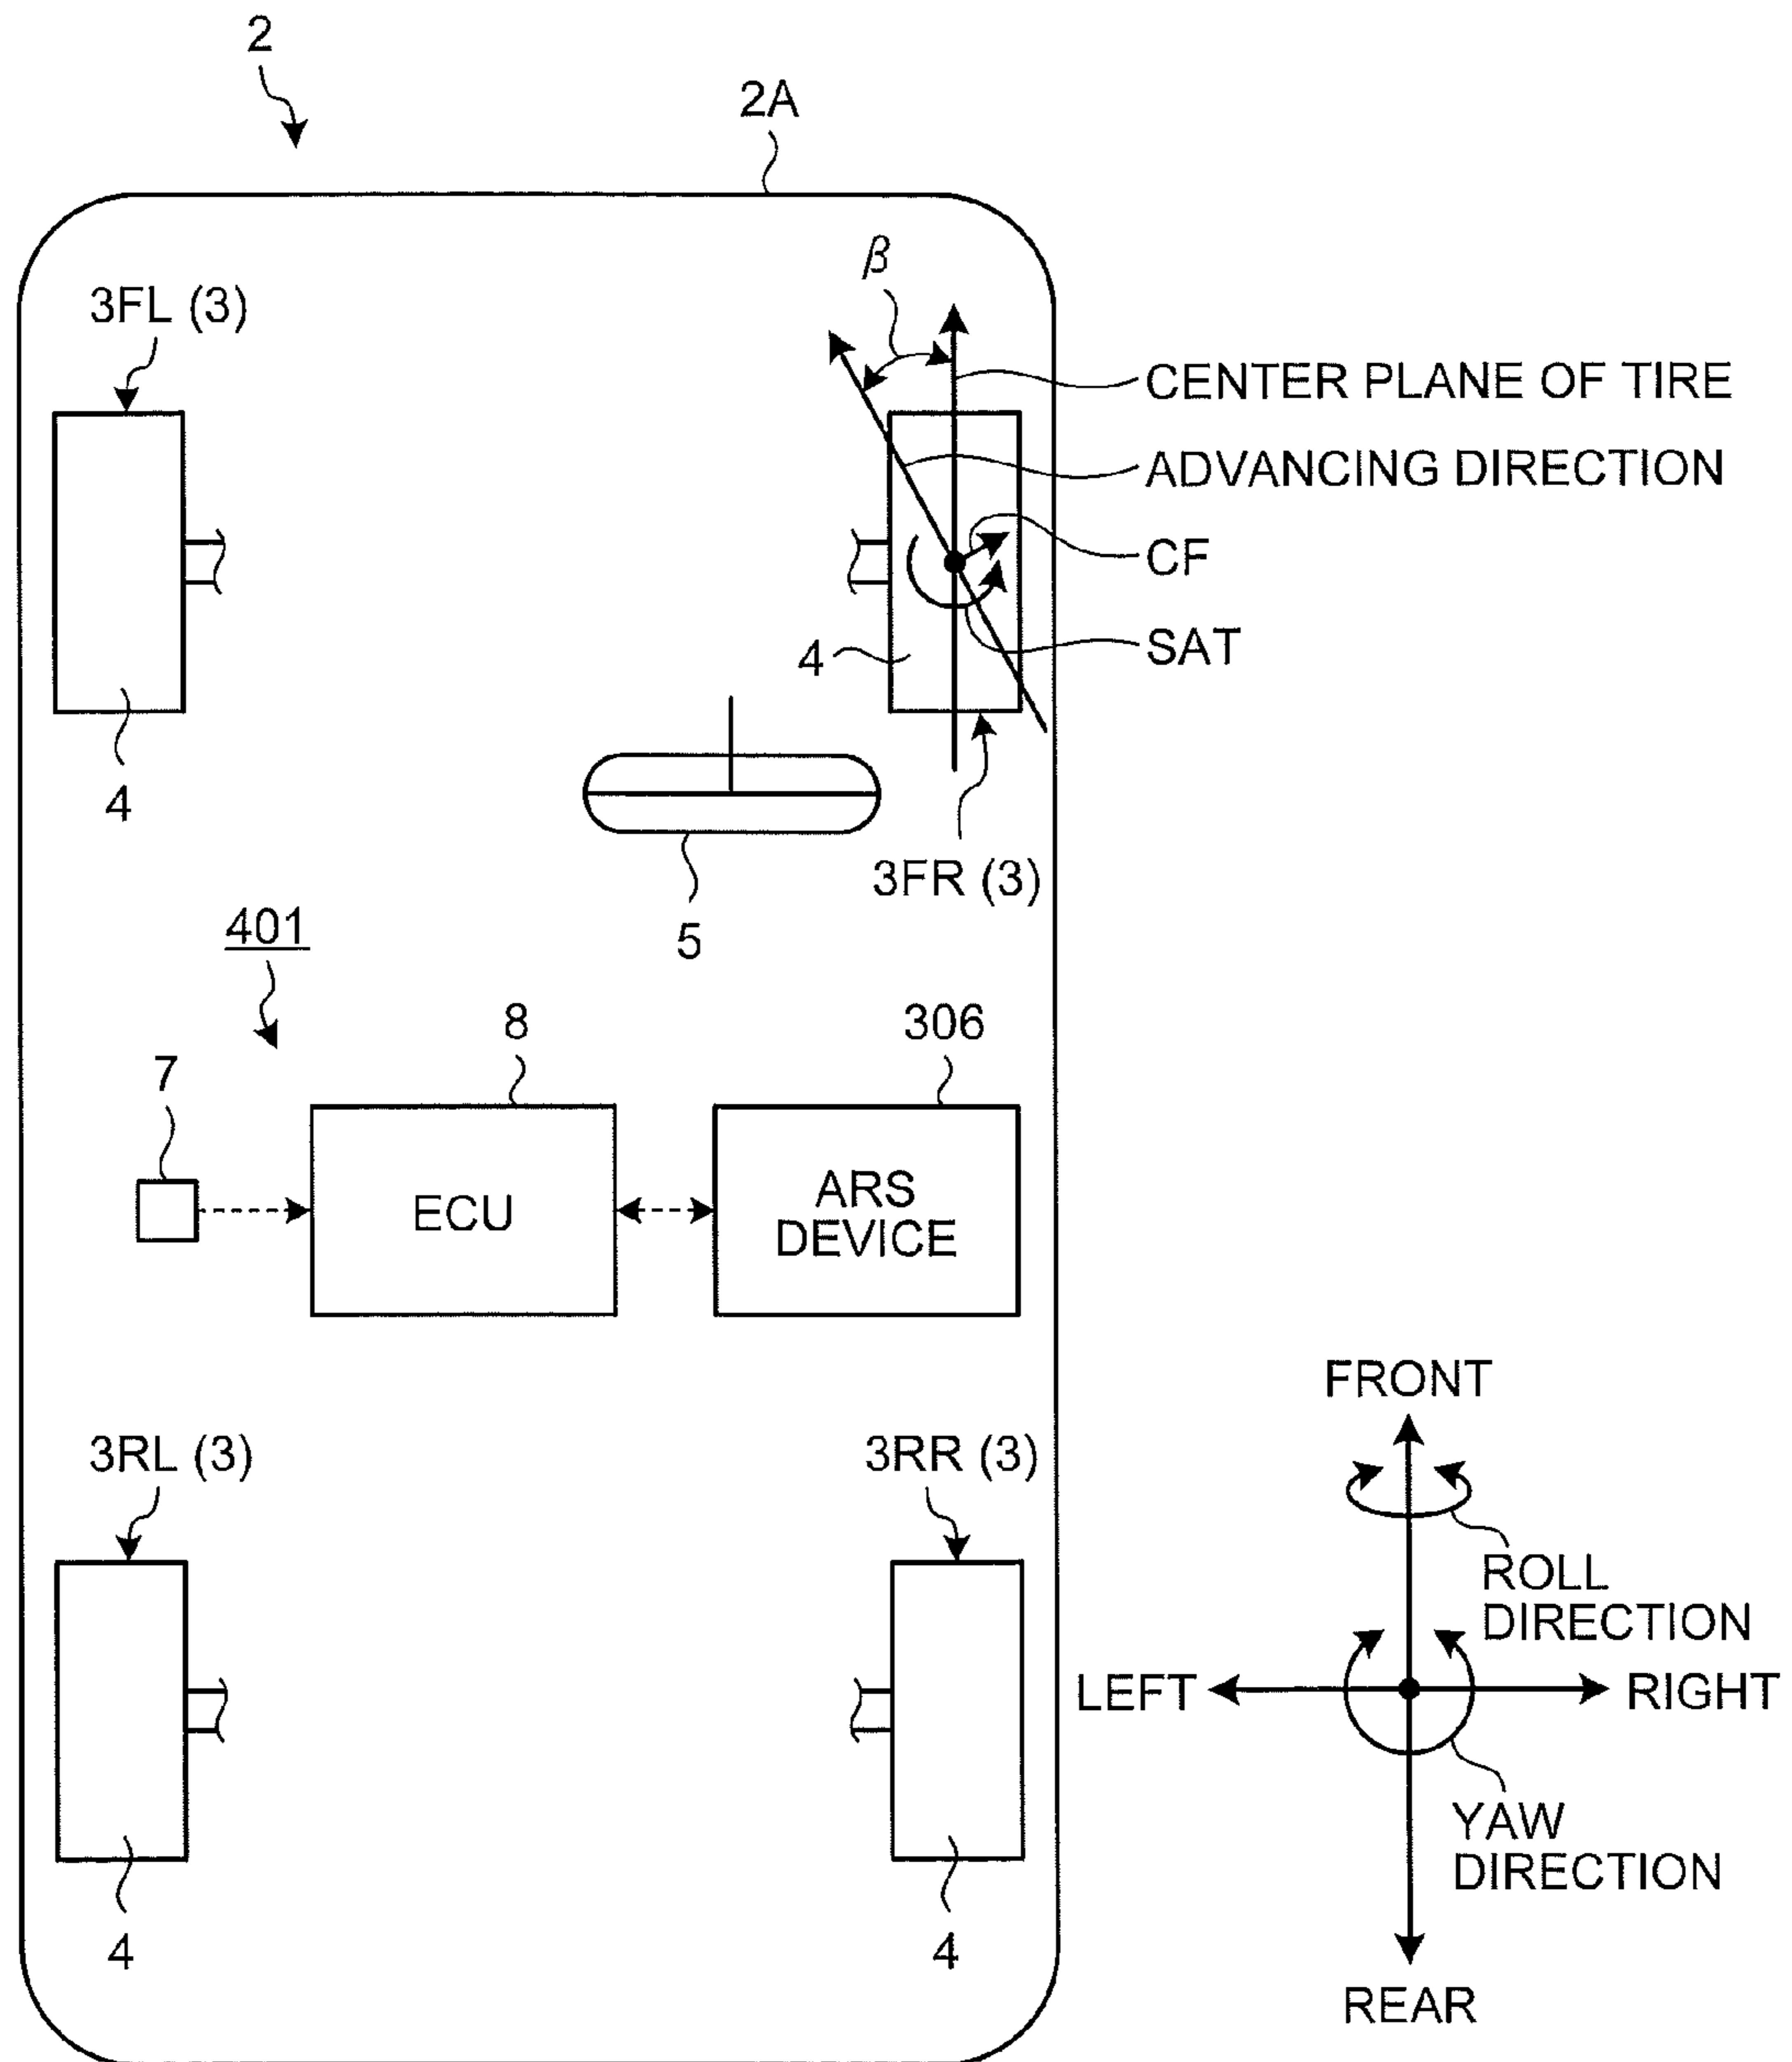 2
2A
β
3FL (3)
CENTER PLANE OF TIRE
ADVANCING DIRECTION
CF
SAT
4
4
3FR (3)
5
401
8
306
7
ECU
ARS
DEVICE
FRONT
3RL (3)
3RR (3)
ROLL
DIRECTION
LEFT
RIGHT
YAW
DIRECTION
4
4
REAR